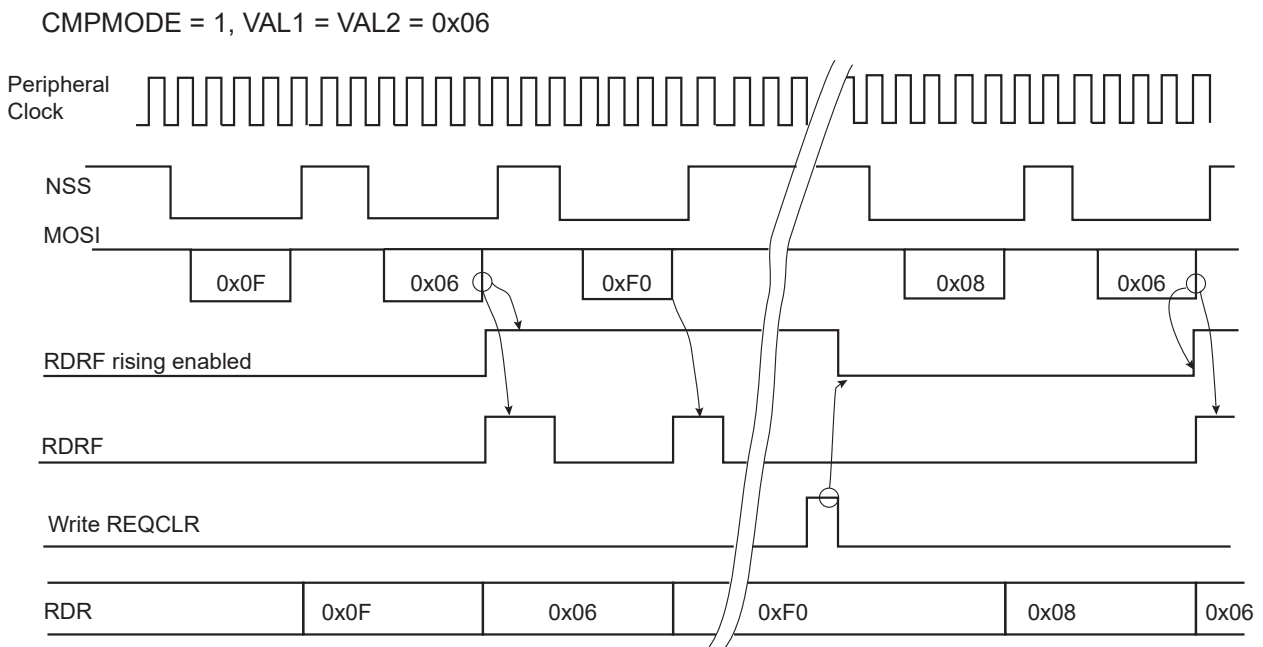 CMPMODE = 1, VAL1 = VAL2 = 0x06
Peripheral
Clock
NSS
MOSI
0x0F 0x06 0xF0 0x08 0x06
RDRF rising enabled
RDRF
Write REQCLR
RDR 0x0F 0x06 0xF0 0x08 0x06